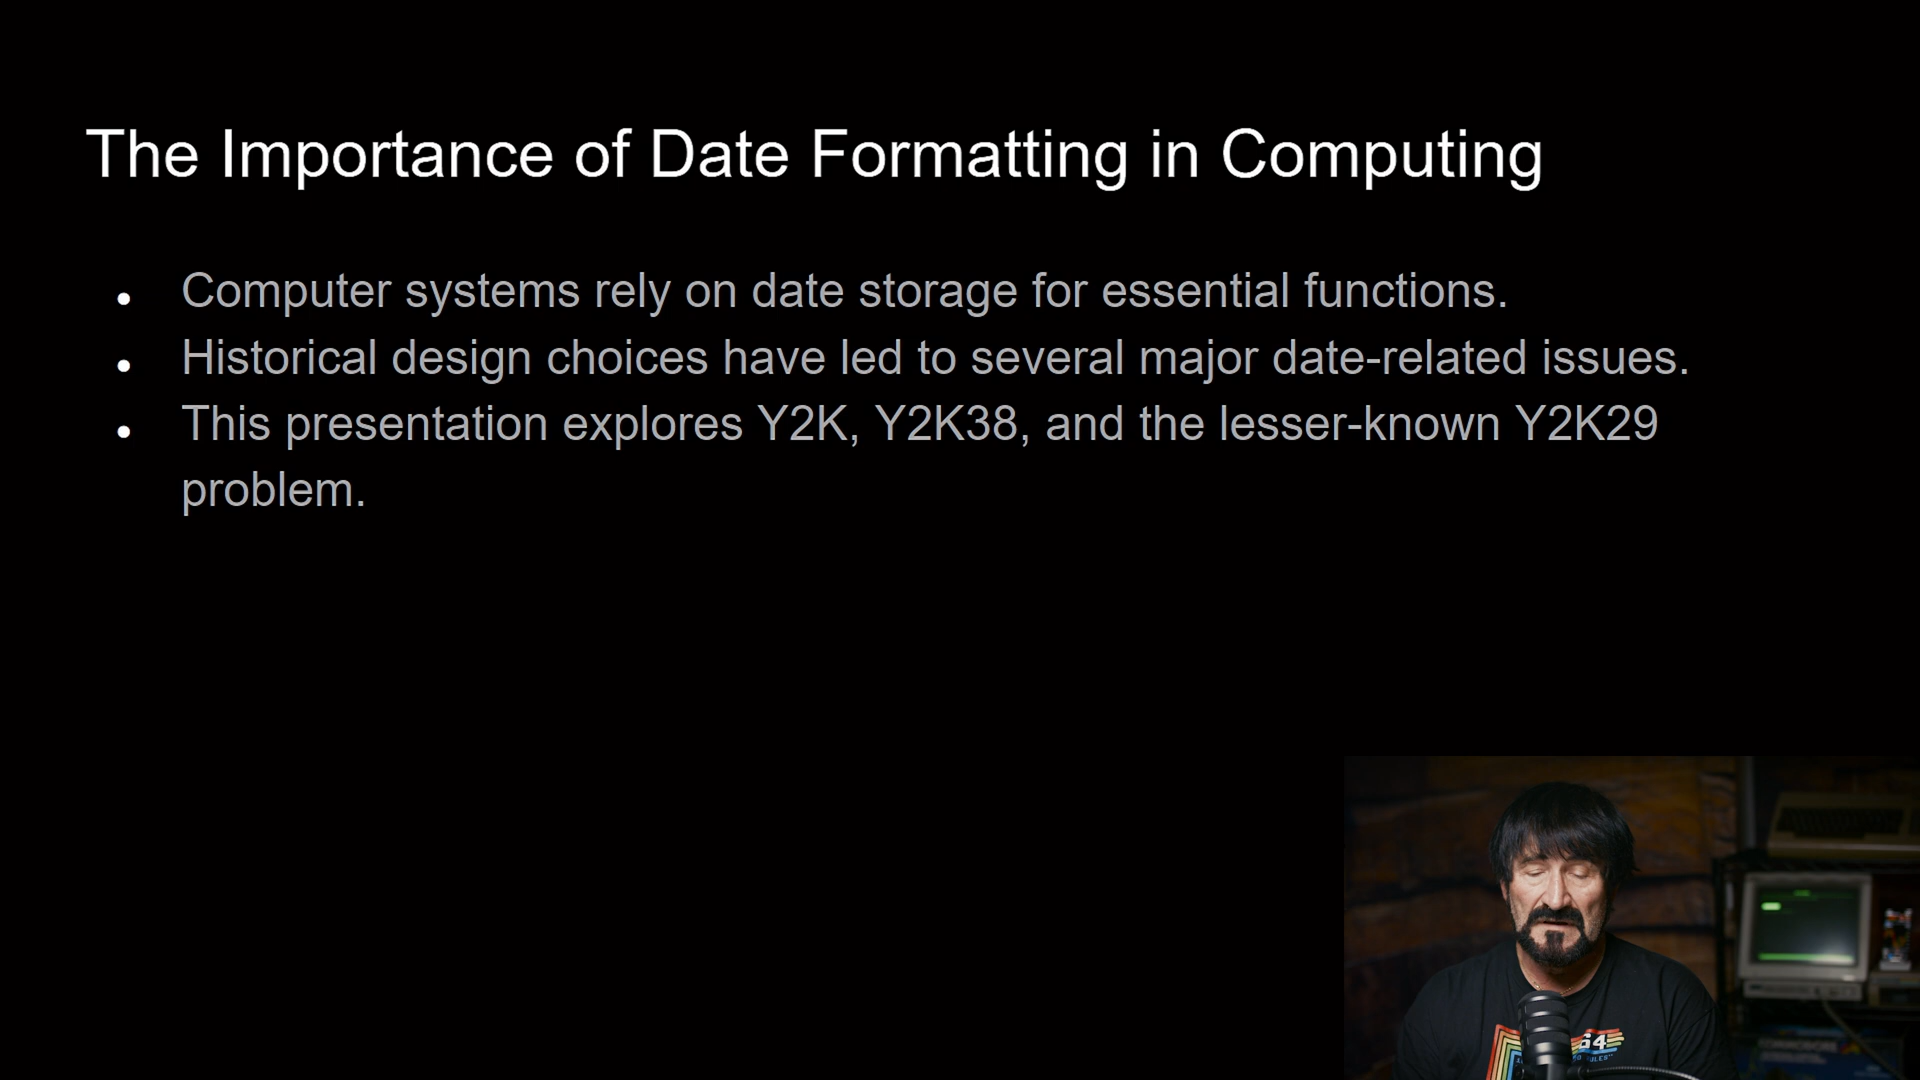 The Importance of Date Formatting in Computing
Computer systems rely on date storage for essential functions.
Historical design choices have led to several major date-related issues.
This presentation explores Y2K, Y2K38, and the lesser-known Y2K29
problem.
64